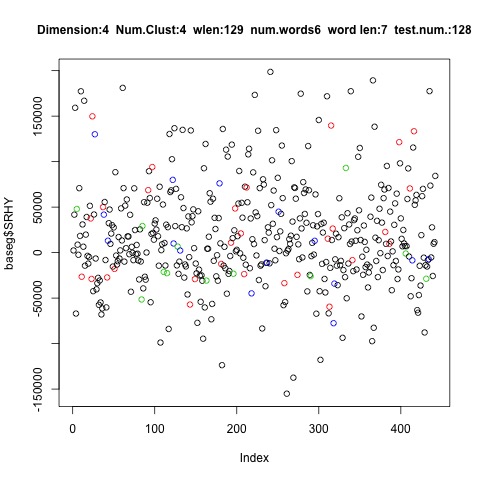 Dimension:4 Num.Clust:4 wlen:129 num.words6 word len:7 test.num.:128
baseg$SRHY
150000
50000
0
-50000
-150000
0 100 200 300 400
Index